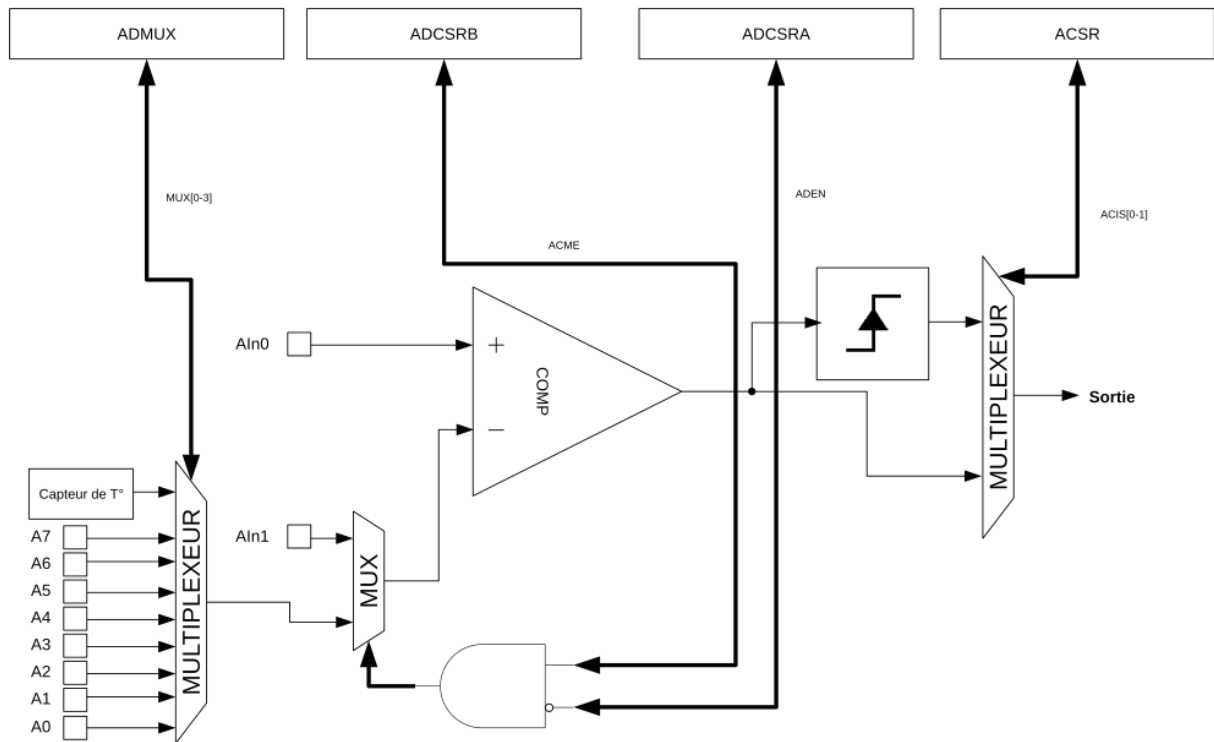 ADMUX
ADCSRB
ADCSRA
ACSR
MUX[0-3]
ADEN
ACIS[0-1]
ACME
AIn0
+
COMP
−
MULTIPLEXEUR
Sortie
Capteur de T°
A7
A6
A5
A4
A3
A2
A1
A0
MULTIPLEXEUR
AIn1
MUX